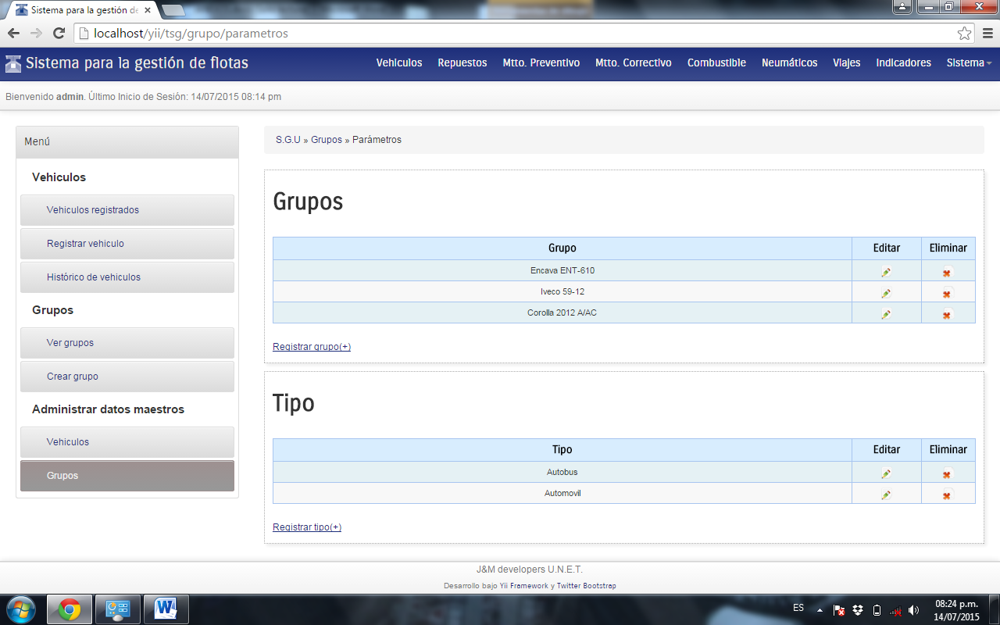 Sistema para la gestión de
localhost/yii/tsg/grupo/parametros
Sistema para la gestión de flotas
Vehiculos Repuestos Mtto. Preventivo Mtto. Correctivo Combustible Neumáticos Viajes Indicadores Sistema
Bienvenido admin. Último Inicio de Sesión: 14/07/2015 08:14 pm
Menú
Vehiculos
Vehiculos registrados
Registrar vehiculo
Histórico de vehiculos
Grupos
Ver grupos
Crear grupo
Administrar datos maestros
Vehiculos
Grupos
S.G.U » Grupos » Parámetros
Grupos
Grupo Editar Eliminar
Encava ENT-610
Iveco 59-12
Corolla 2012 A/AC
Registrar grupo(+)
Tipo
Tipo Editar Eliminar
Autobus
Automovil
Registrar tipo(+)
J&M developers U.N.E.T.
Desarrollo bajo Yii Framework y Twitter Bootstrap
ES
08:24 p.m.
14/07/2015